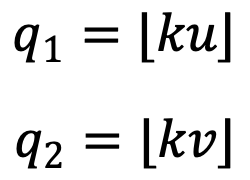 q₁ = ⌊ku⌋
q₂ = ⌊kv⌋